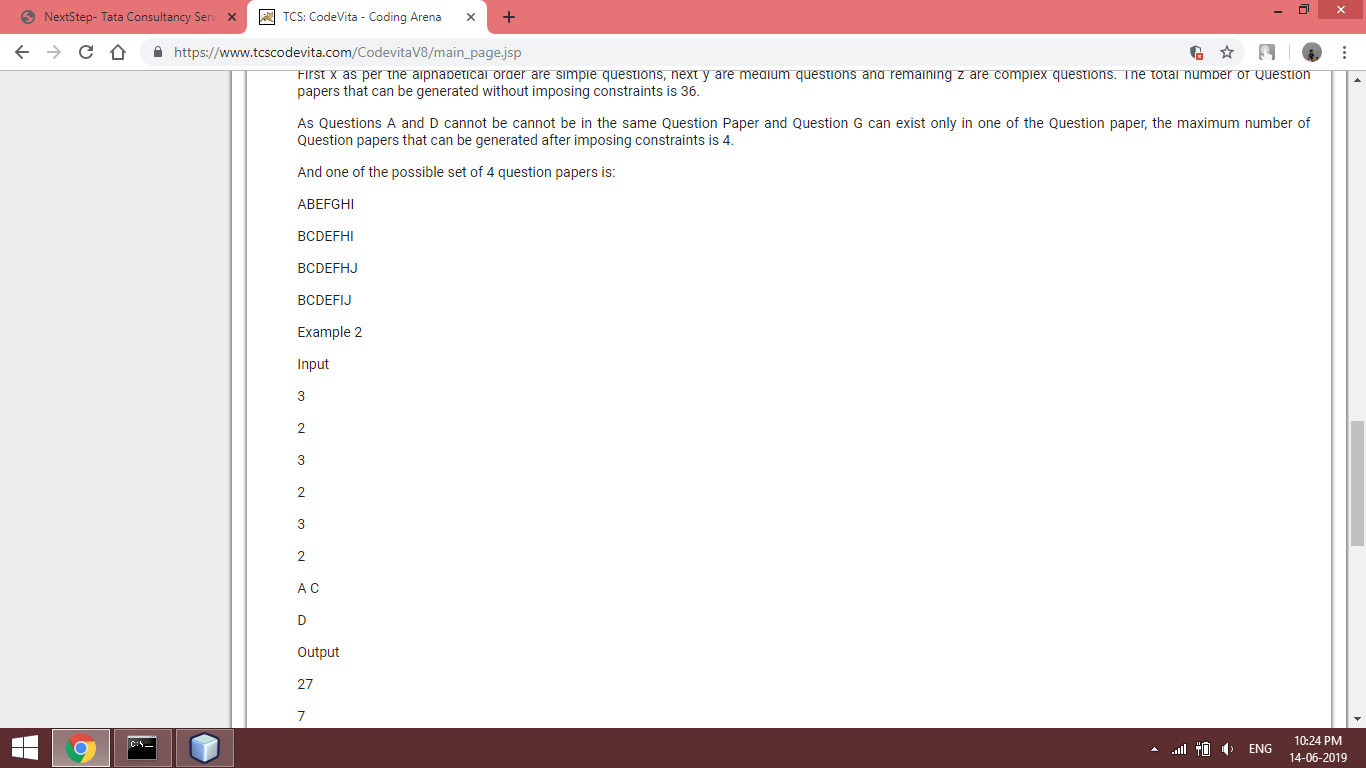 NextStep- Tata Consultancy Serv
TCS: CodeVita - Coding Arena
https://www.tcscodevita.com/CodevitaV8/main_page.jsp
First x as per the alphabetical order are simple questions, next y are medium questions and remaining z are complex questions. The total number of Question
papers that can be generated without imposing constraints is 36.
As Questions A and D cannot be cannot be in the same Question Paper and Question G can exist only in one of the Question paper, the maximum number of
Question papers that can be generated after imposing constraints is 4.
And one of the possible set of 4 question papers is:
ABEFGHI
BCDEFHI
BCDEFHJ
BCDEFIJ
Example 2
Input
3
2
3
2
3
2
A C
D
Output
27
7
C:\
ENG
10:24 PM
14-06-2019